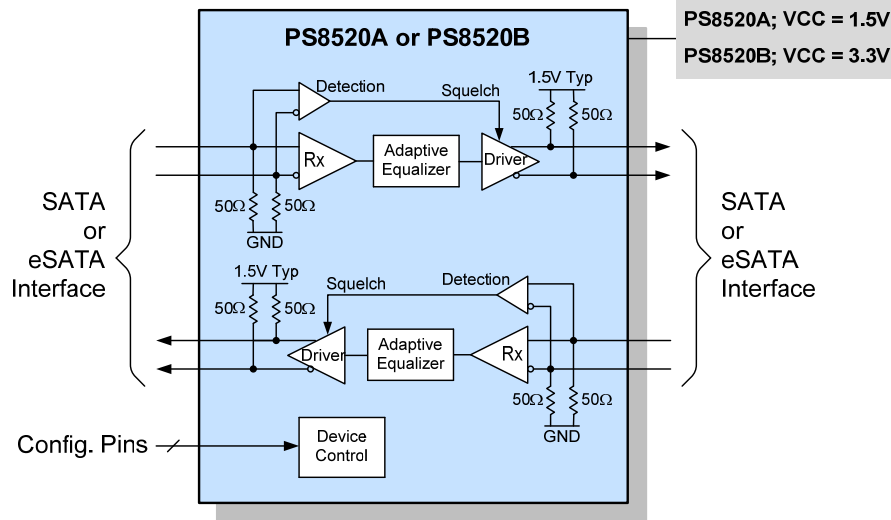 PS8520A or PS8520B
PS8520A; VCC = 1.5V
PS8520B; VCC = 3.3V
Detection
Squelch
1.5V Typ
50Ω
50Ω
Rx
Adaptive
Equalizer
Driver
50Ω
50Ω
GND
SATA
or
eSATA
Interface
SATA
or
eSATA
Interface
1.5V Typ
50Ω
50Ω
Squelch
Detection
Driver
Adaptive
Equalizer
Rx
50Ω
50Ω
GND
Config. Pins
Device
Control